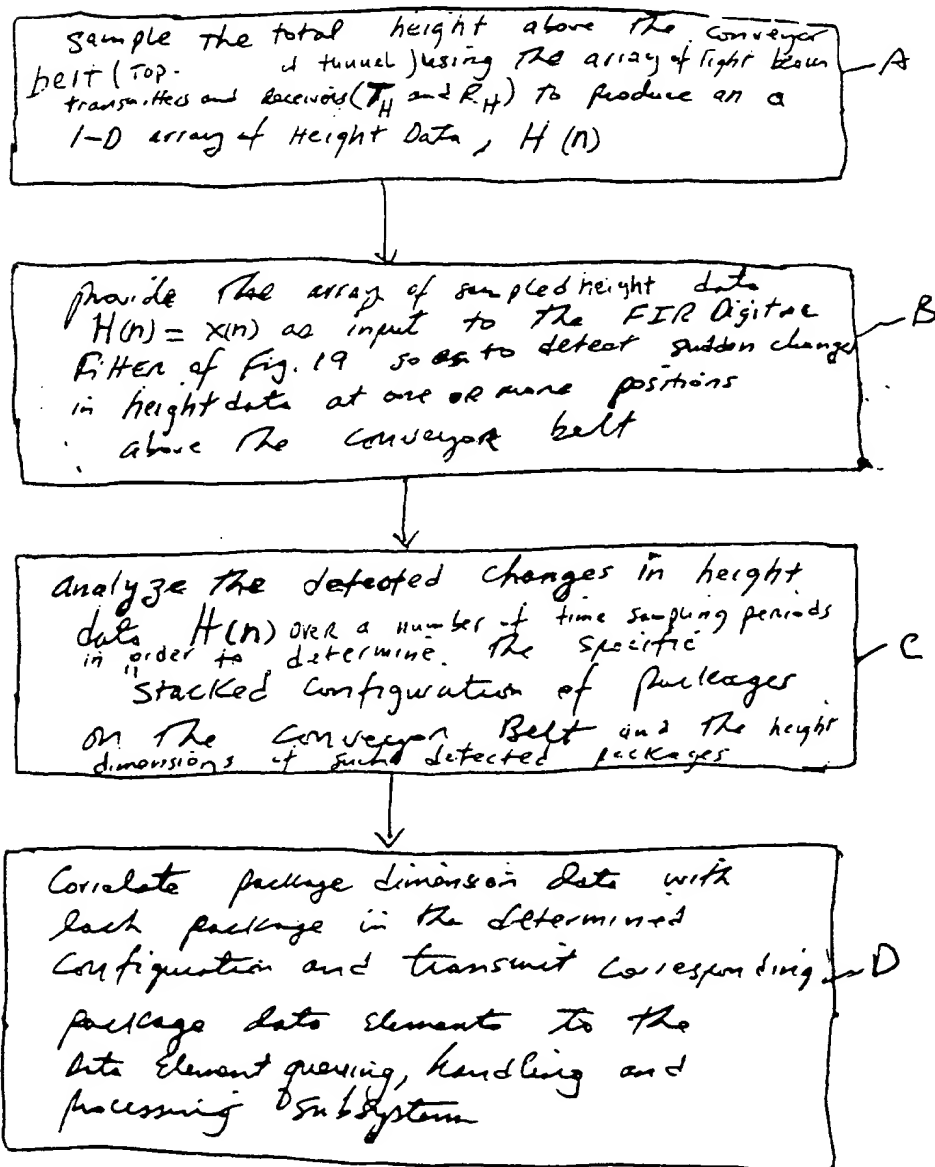 Sample the total height above the conveyor
belt (Top. of tunnel) using the array of light beam
transmitters and Receivers (T_H and R_H) to produce an a
1-D array of Height Data, H(n)
A
Provide the array of sampled height data
H(n) = X(n) as input to the FIR Digital
Filter of Fig. 19 so as to detect sudden changes
in height data at one or more positions
above the conveyor belt
B
Analyze the detected changes in height
data H(n) over a number of time sampling periods
in order to determine the specific
stacked configuration of packages
on the conveyor Belt and the height
dimensions of such detected packages
C
Correlate package dimension data with
each package in the determined
configuration and transmit corresponding
package data elements to the
Data Element queuing, handling and
processing subsystem
D